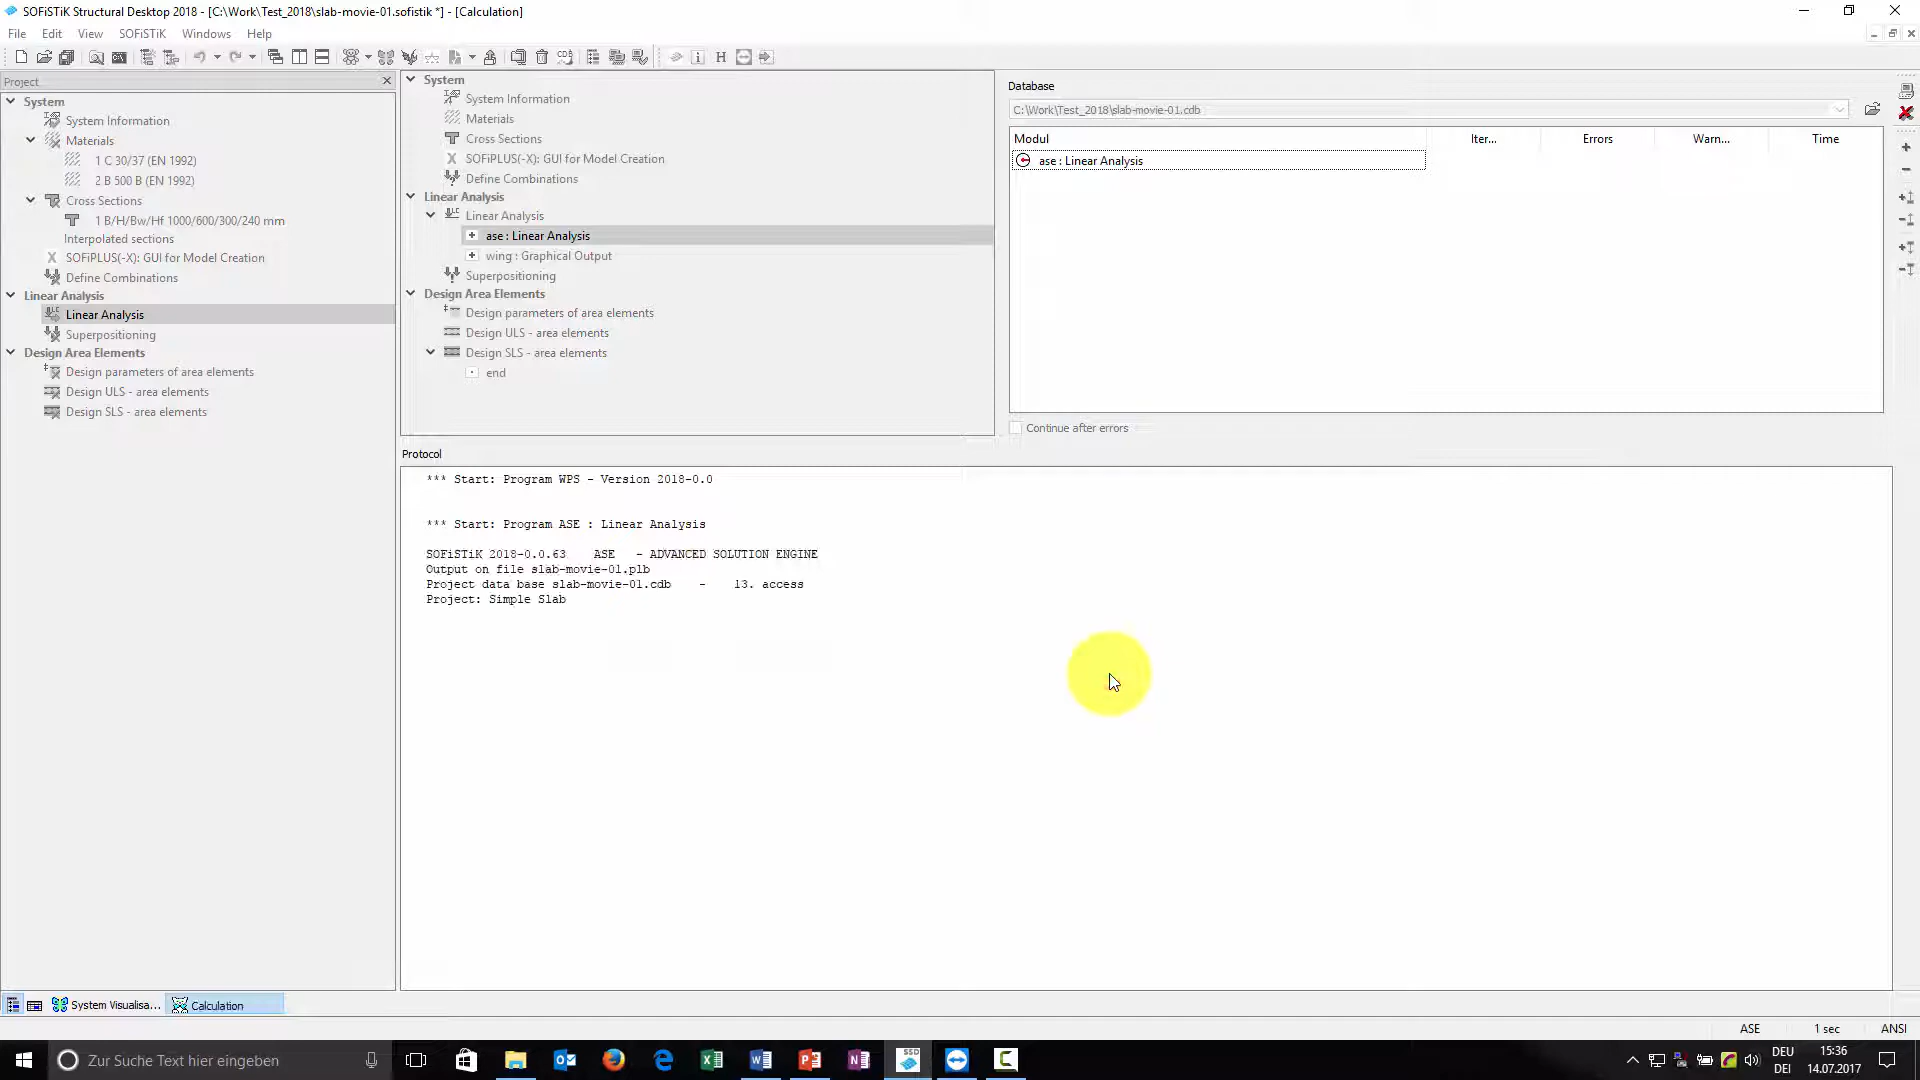 SOFiSTiK Structural Desktop 2018 - [C:\Work\Test_2018\slab-movie-01.sofistik *] - [Calculation]
File Edit View SOFiSTiK Windows Help
Project
System
System Information
Materials
1 C 30/37 (EN 1992)
2 B 500 B (EN 1992)
Cross Sections
1 B/H/Bw/Hf 1000/600/300/240 mm
Interpolated sections
SOFiPLUS(-X): GUI for Model Creation
Define Combinations
Linear Analysis
Linear Analysis
Superpositioning
Design Area Elements
Design parameters of area elements
Design ULS - area elements
Design SLS - area elements
System
System Information
Materials
Cross Sections
SOFiPLUS(-X): GUI for Model Creation
Define Combinations
Linear Analysis
Linear Analysis
ase : Linear Analysis
wing : Graphical Output
Superpositioning
Design Area Elements
Design parameters of area elements
Design ULS - area elements
Design SLS - area elements
end
Database
C:\Work\Test_2018\slab-movie-01.cdb
Modul Iter... Errors Warn... Time
ase : Linear Analysis
Continue after errors
Protocol
*** Start: Program WPS - Version 2018-0.0
*** Start: Program ASE : Linear Analysis
SOFiSTiK 2018-0.0.63 ASE - ADVANCED SOLUTION ENGINE
Output on file slab-movie-01.plb
Project data base slab-movie-01.cdb - 13. access
Project: Simple Slab
System Visualisa... Calculation
ASE 1 sec ANSI
Zur Suche Text hier eingeben
DEU 15:36
DEI 14.07.2017